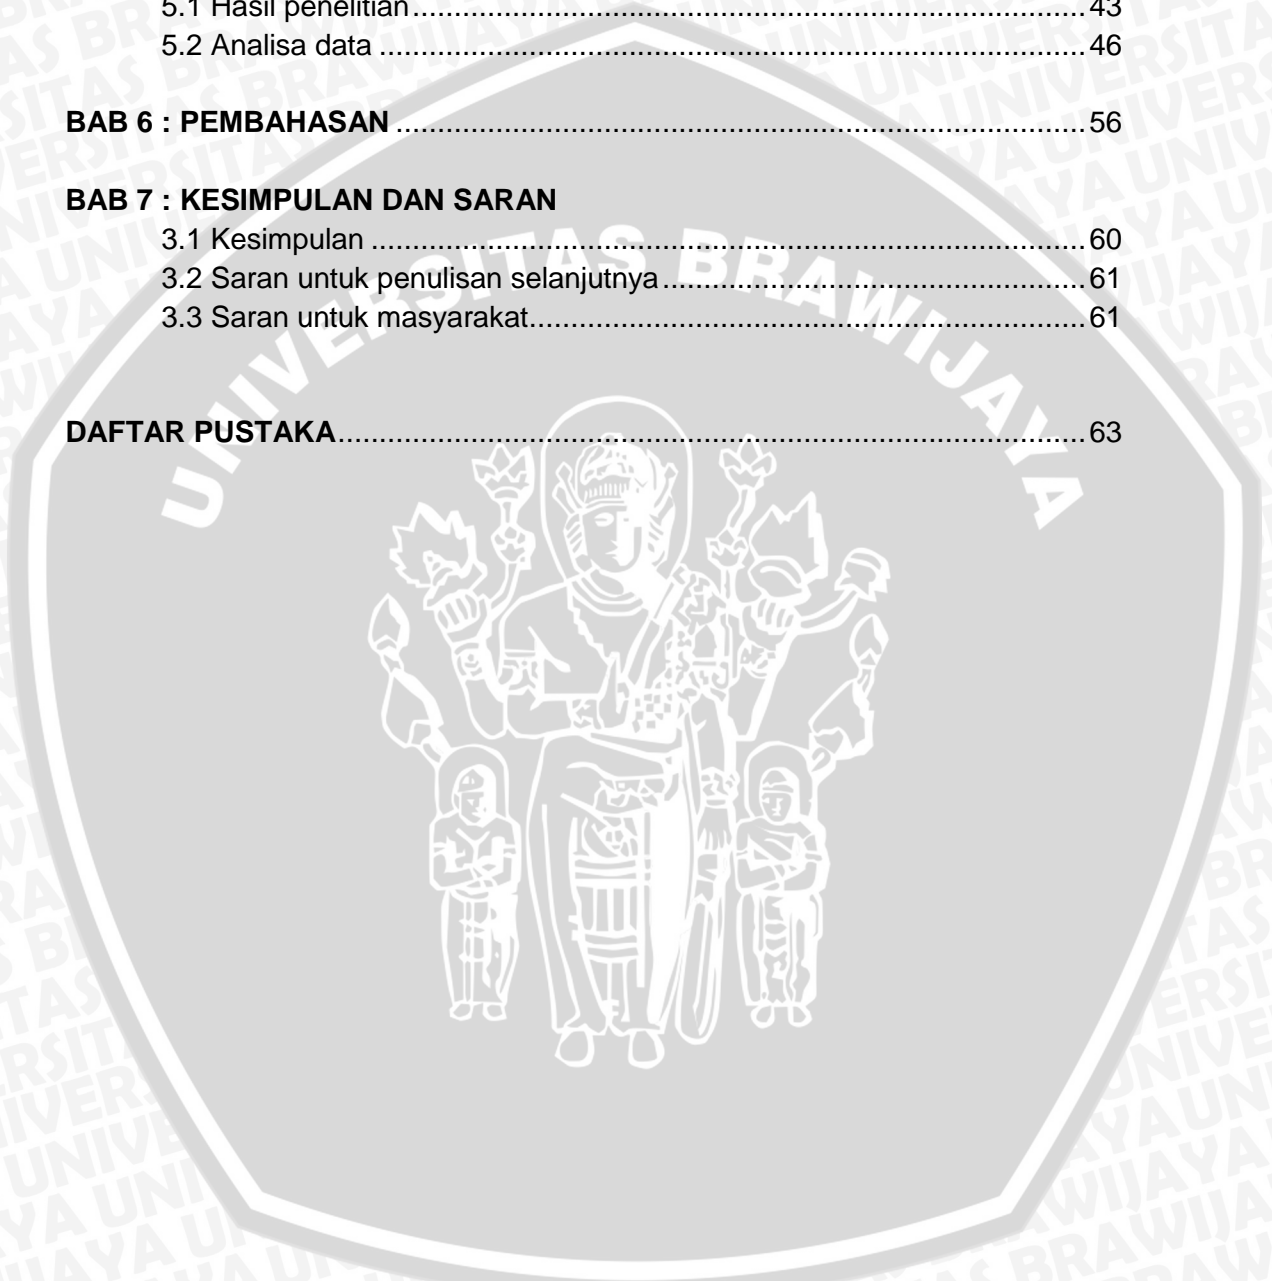 5.1 Hasil penelitian........................................................................................43
5.2 Analisa data ............................................................................................46
BAB 6 : PEMBAHASAN ........................................................................................56
BAB 7 : KESIMPULAN DAN SARAN
3.1 Kesimpulan .............................................................................................60
3.2 Saran untuk penulisan selanjutnya ......................................................61
3.3 Saran untuk masyarakat........................................................................61
UNIVERSITAS BRAWIJAYA
DAFTAR PUSTAKA...............................................................................................63